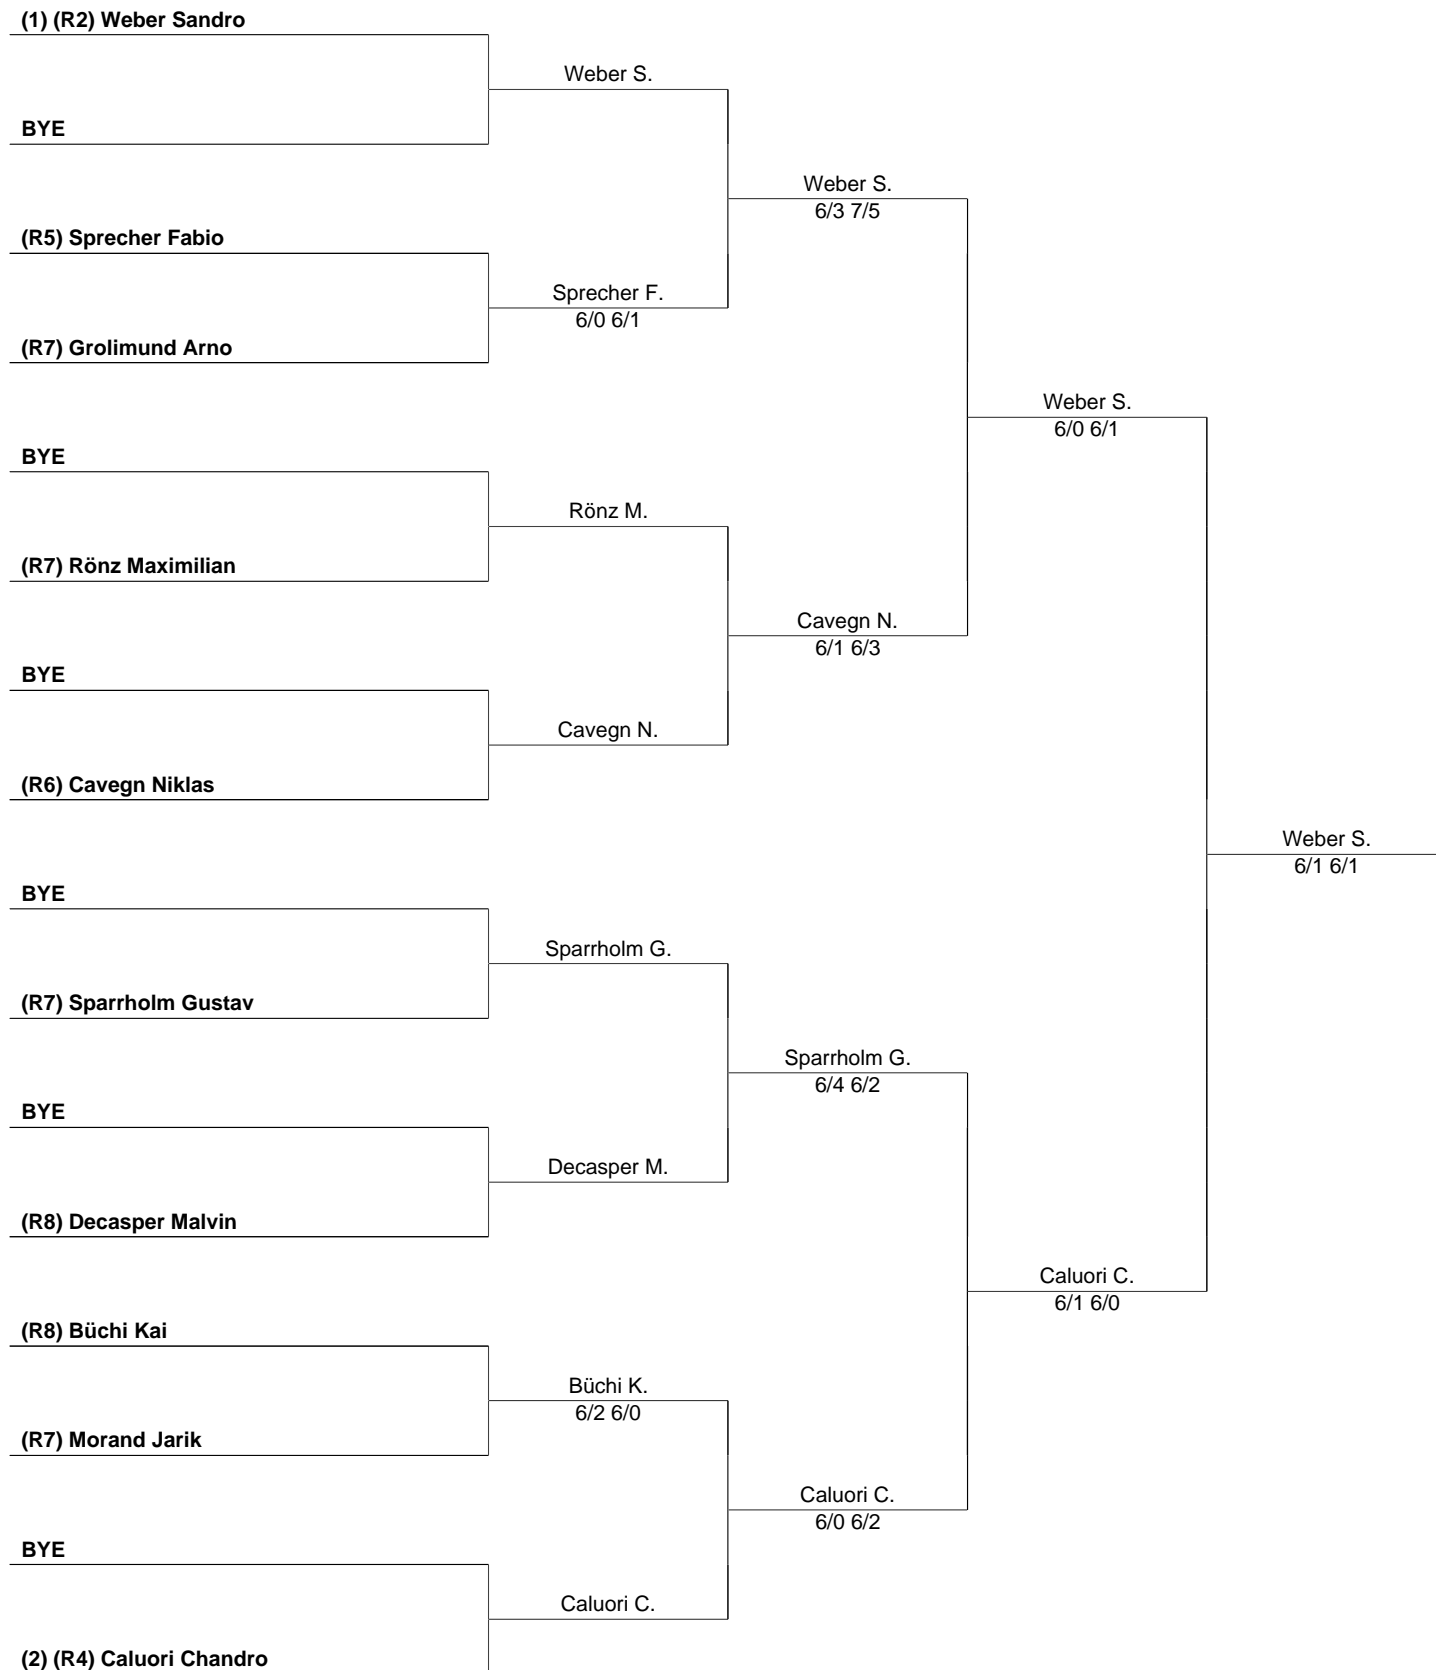 (1) (R2) Weber Sandro
Weber S.
BYE
Weber S.
6/3 7/5
(R5) Sprecher Fabio
Sprecher F.
6/0 6/1
(R7) Grolimund Arno
Weber S.
6/0 6/1
BYE
Rönz M.
(R7) Rönz Maximilian
Cavegn N.
6/1 6/3
BYE
Cavegn N.
(R6) Cavegn Niklas
Weber S.
6/1 6/1
BYE
Sparrholm G.
(R7) Sparrholm Gustav
Sparrholm G.
6/4 6/2
BYE
Decasper M.
(R8) Decasper Malvin
Caluori C.
6/1 6/0
(R8) Büchi Kai
Büchi K.
6/2 6/0
(R7) Morand Jarik
Caluori C.
6/0 6/2
BYE
Caluori C.
(2) (R4) Caluori Chandro